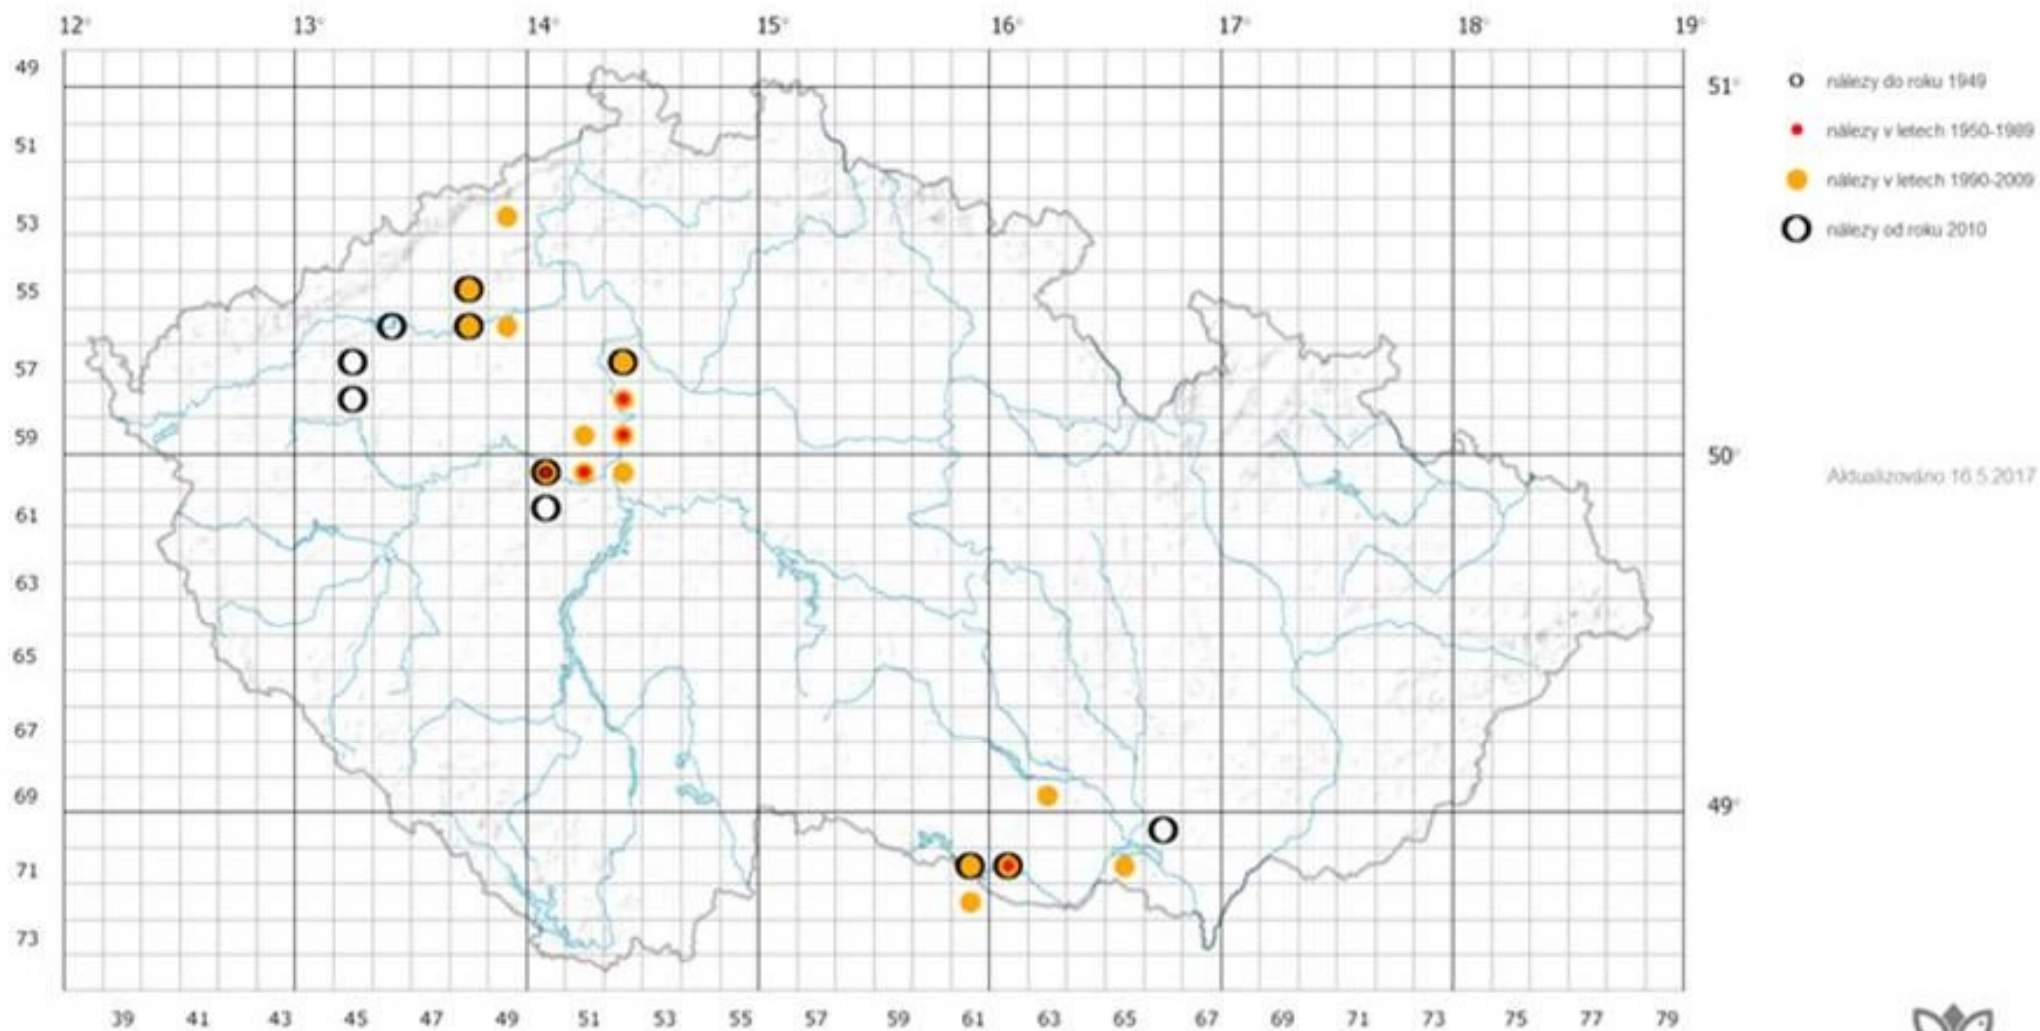 12° 13° 14° 15° 16° 17° 18° 19°
49
51
53
55
57
59
61
63
65
67
69
71
73
51°
50°
49°
39 41 43 45 47 49 51 53 55 57 59 61 63 65 67 69 71 73 75 77 79
nálezy do roku 1949
nálezy v letech 1950-1989
nálezy v letech 1990-2009
nálezy od roku 2010
Aktualizováno 16.5.2017